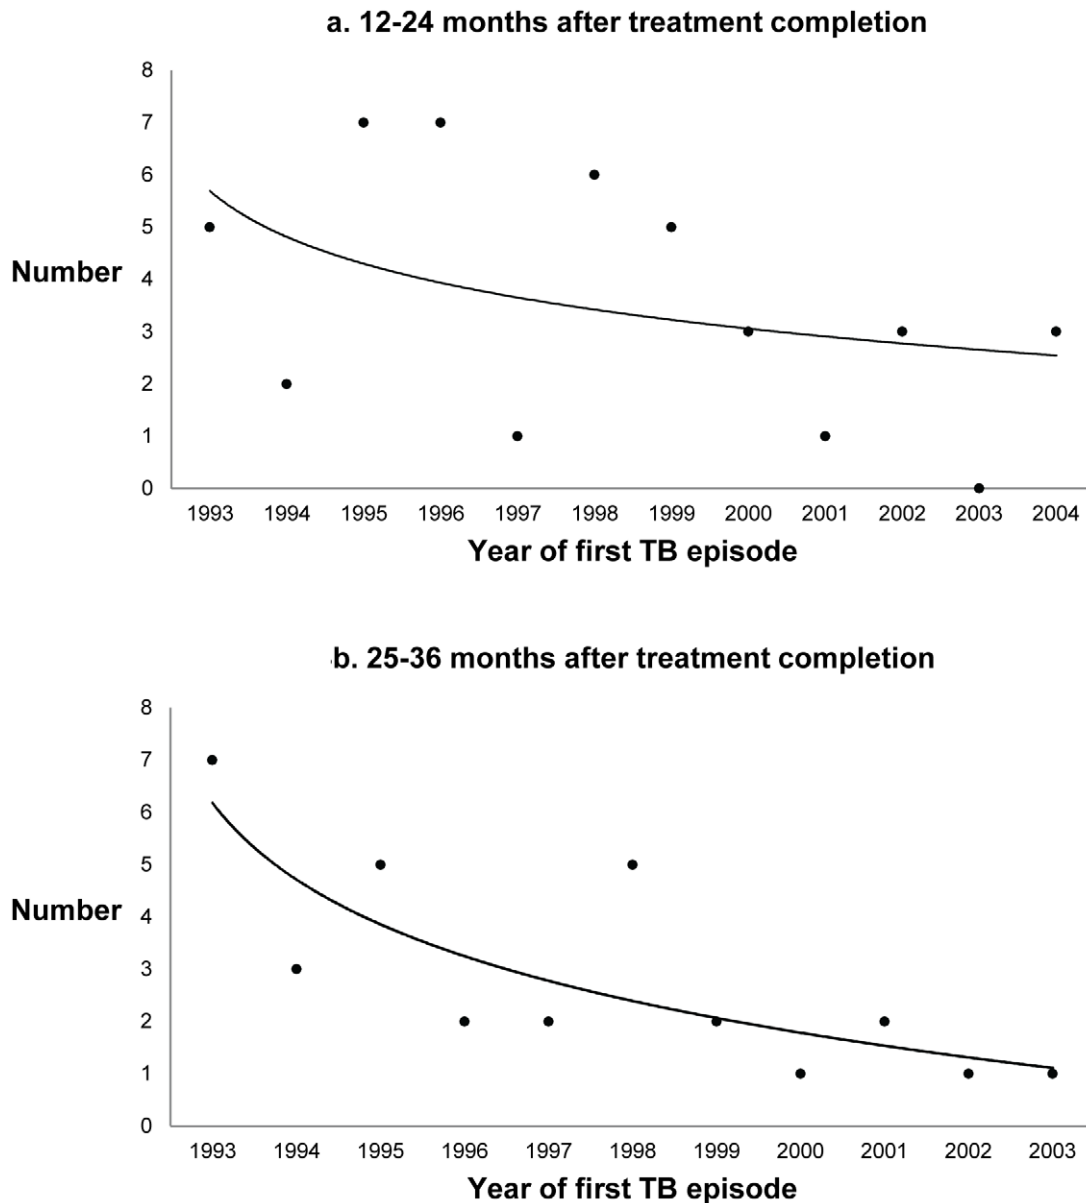 a. 12-24 months after treatment completion
8
7
6
5
Number
4
3
2
1
0
1993 1994 1995 1996 1997 1998 1999 2000 2001 2002 2003 2004
Year of first TB episode
b. 25-36 months after treatment completion
8
7
6
5
Number
4
3
2
1
0
1993 1994 1995 1996 1997 1998 1999 2000 2001 2002 2003
Year of first TB episode